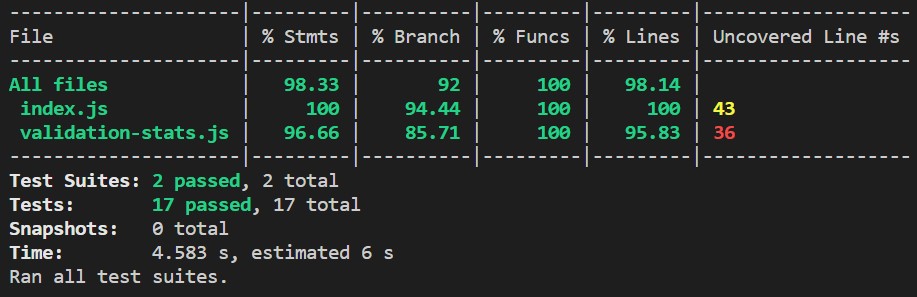 ---------------------|---------|----------|---------|---------|-------------------
File                 | % Stmts | % Branch | % Funcs | % Lines | Uncovered Line #s
---------------------|---------|----------|---------|---------|-------------------
All files            |   98.33 |       92 |     100 |   98.14 |
 index.js            |     100 |    94.44 |     100 |     100 | 43
 validation-stats.js |   96.66 |    85.71 |     100 |   95.83 | 36
---------------------|---------|----------|---------|---------|-------------------
Test Suites: 2 passed, 2 total
Tests:       17 passed, 17 total
Snapshots:   0 total
Time:        4.583 s, estimated 6 s
Ran all test suites.